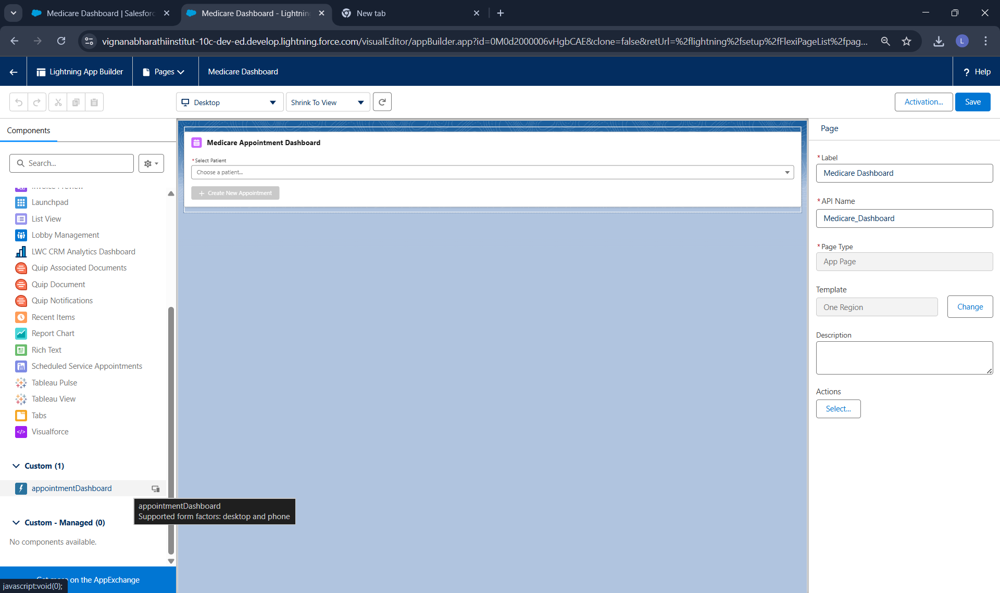 Medicare Dashboard | Salesforc
Medicare Dashboard - Lightning
New tab
vignanabharathiinstitut-10c-dev-ed.develop.lightning.force.com/visualEditor/appBuilder.app?id=0M0d2000006vHgbCAE&clone=false&retUrl=%2flightning%2fsetup%2fFlexiPageList%2fpag...
L
Lightning App Builder
Pages
Medicare Dashboard
? Help
Desktop
Shrink To View
Activation...
Save
Components
Search...
Invoice Preview
Launchpad
List View
Lobby Management
LWC CRM Analytics Dashboard
Quip Associated Documents
Quip Document
Quip Notifications
Recent Items
Report Chart
Rich Text
Scheduled Service Appointments
Tableau Pulse
Tableau View
Tabs
Visualforce
Custom (1)
appointmentDashboard
appointmentDashboard
Supported form factors: desktop and phone
Custom - Managed (0)
No components available.
Get more on the AppExchange
javascript:void(0);
Medicare Appointment Dashboard
* Select Patient
Choose a patient...
+ Create New Appointment
Page
* Label
Medicare Dashboard
* API Name
Medicare_Dashboard
* Page Type
App Page
Template
One Region
Change
Description
Actions
Select...